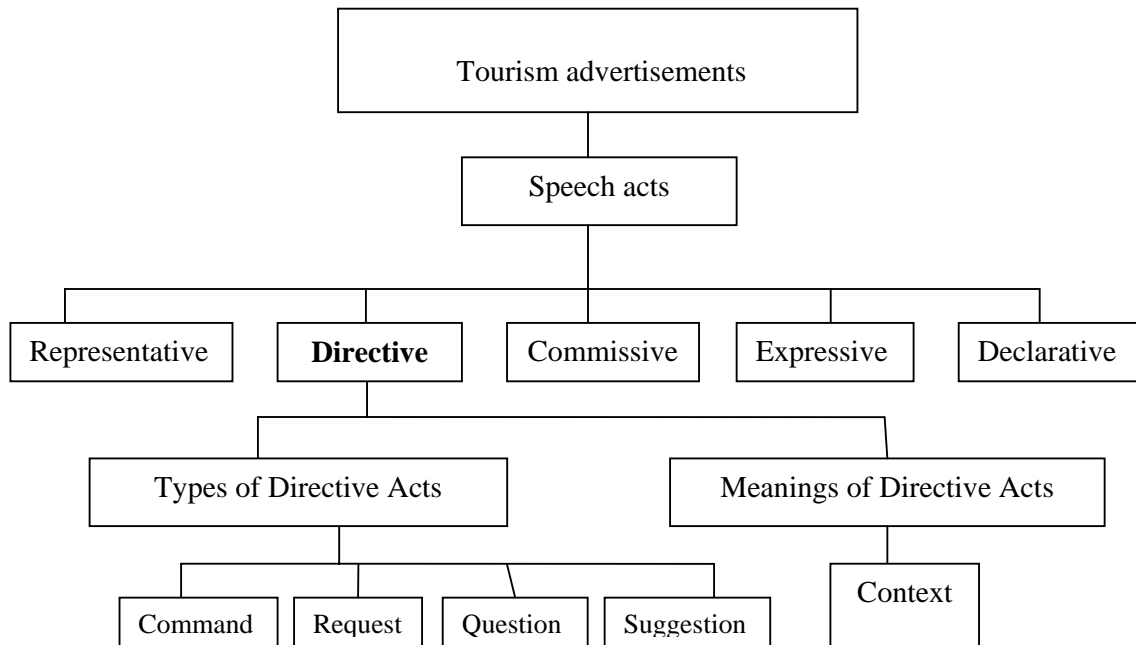 Tourism advertisements
Speech acts
Representative
Directive
Commissive
Expressive
Declarative
Types of Directive Acts
Meanings of Directive Acts
Command
Request
Question
Suggestion
Context